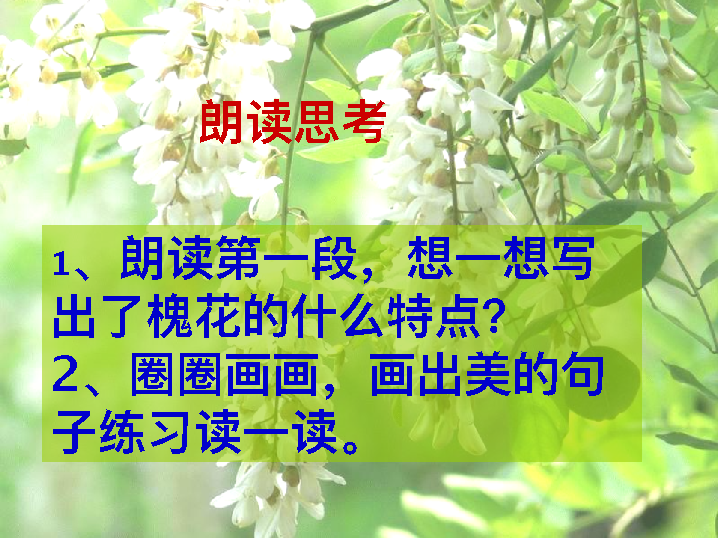 朗读思考
1、朗读第一段，想一想写
出了槐花的什么特点？
2、圈圈画画，画出美的句
子练习读一读。